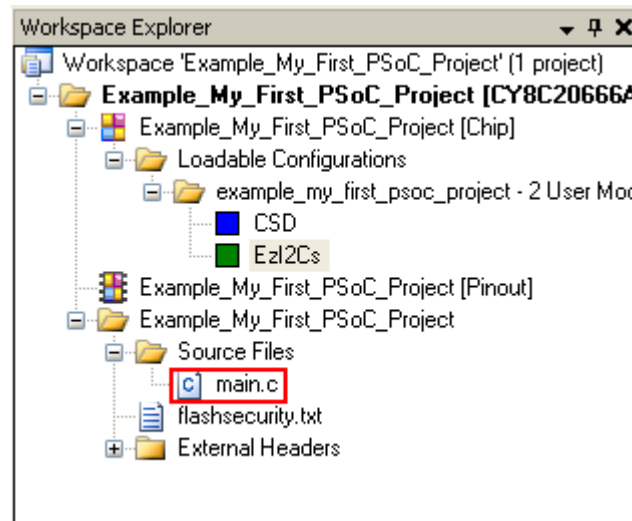 Workspace Explorer
Workspace 'Example_My_First_PSoC_Project' (1 project)
Example_My_First_PSoC_Project [CY8C20666A
Example_My_First_PSoC_Project [Chip]
Loadable Configurations
example_my_first_psoc_project - 2 User Mod
CSD
EzI2Cs
Example_My_First_PSoC_Project [Pinout]
Example_My_First_PSoC_Project
Source Files
main.c
flashsecurity.txt
External Headers